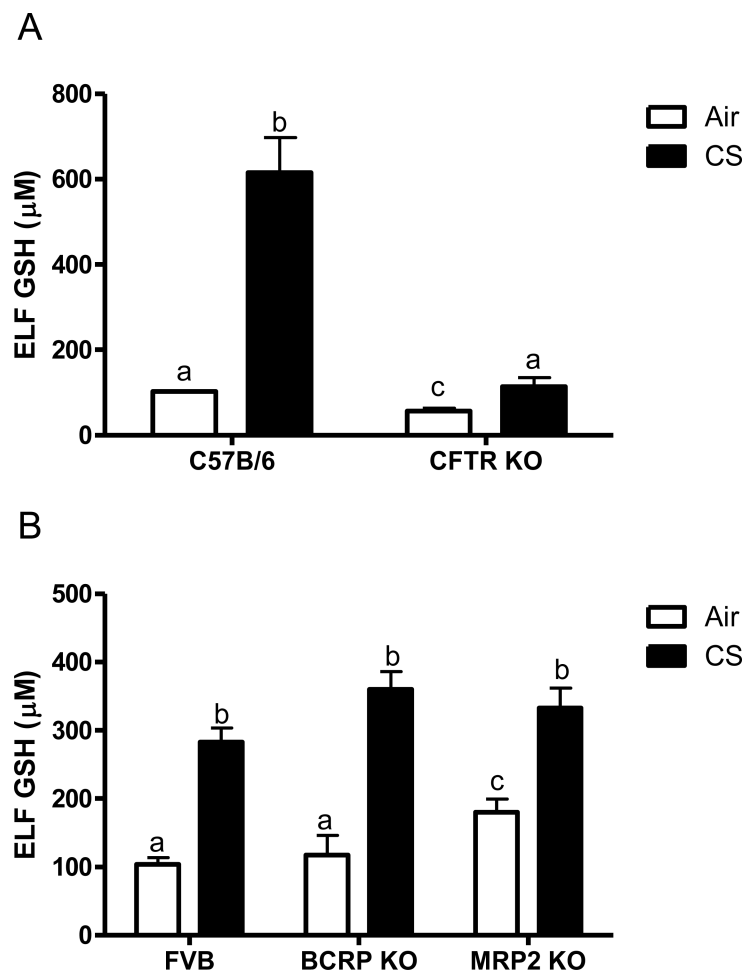 A
800
600
400
200
0
ELF GSH (μM)
a
b
c
a
C57B/6
CFTR KO
Air
CS
B
500
400
300
200
100
0
ELF GSH (μM)
a
b
a
b
c
b
FVB
BCRP KO
MRP2 KO
Air
CS